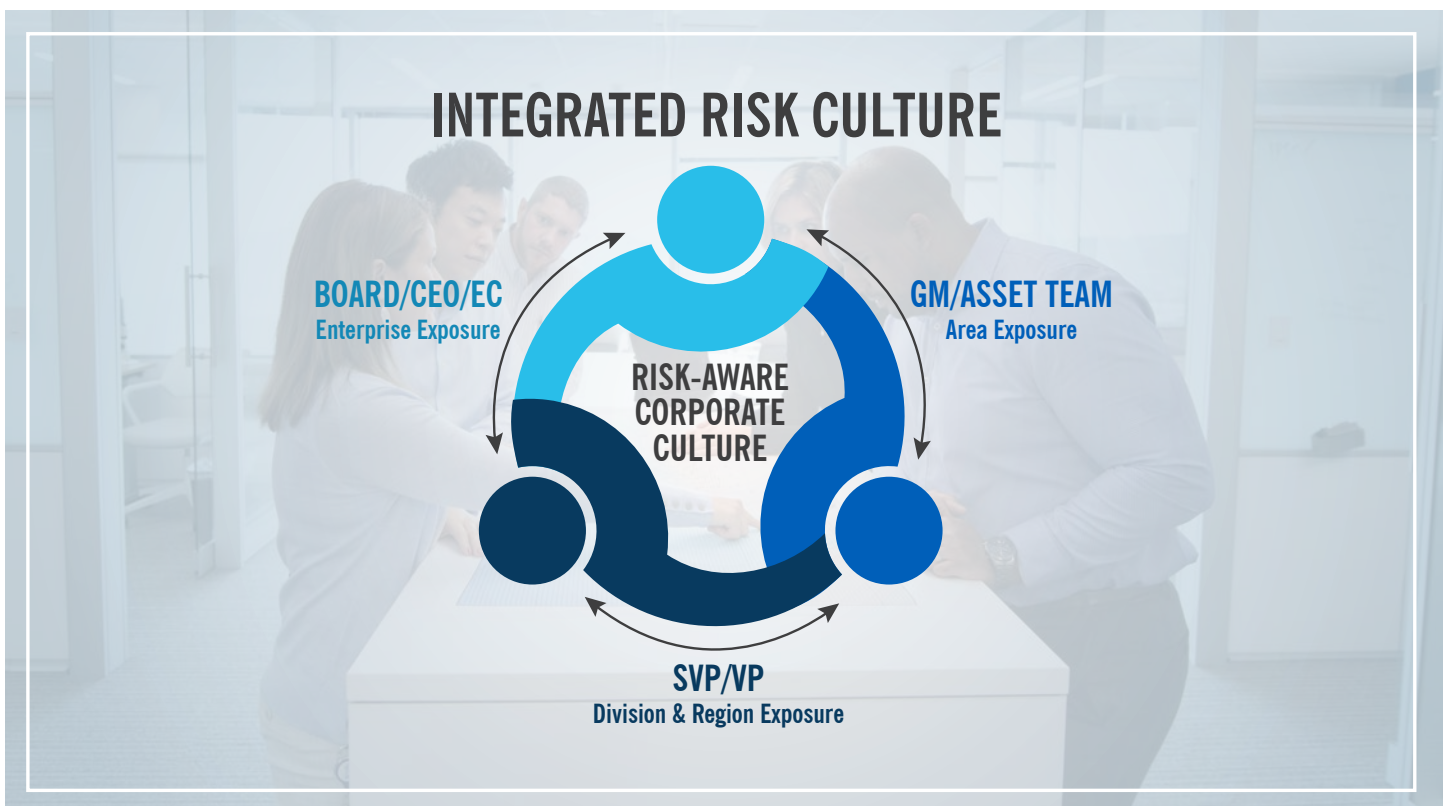 INTEGRATED RISK CULTURE
BOARD/CEO/EC
Enterprise Exposure
GM/ASSET TEAM
Area Exposure
RISK-AWARE
CORPORATE
CULTURE
SVP/VP
Division & Region Exposure